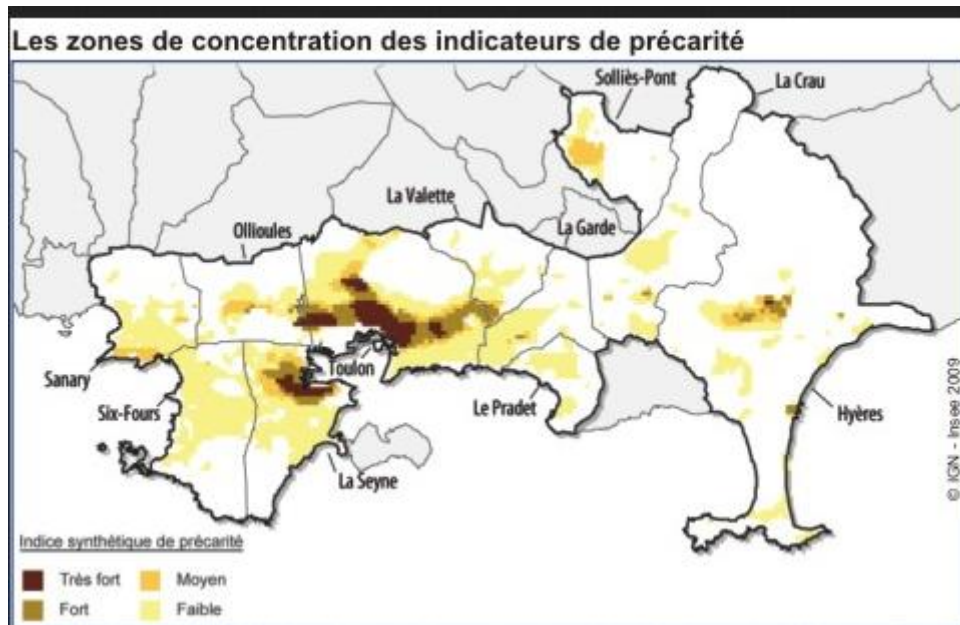 Les zones de concentration des indicateurs de précarité
Solliès-Pont
La Crau
La Valette
La Garde
Ollioules
Toulon
Sanary
Le Pradet
Six-Fours
Hyères
La Seyne
© IGN - Insee 2009
Indice synthétique de précarité
Très fort
Moyen
Fort
Faible